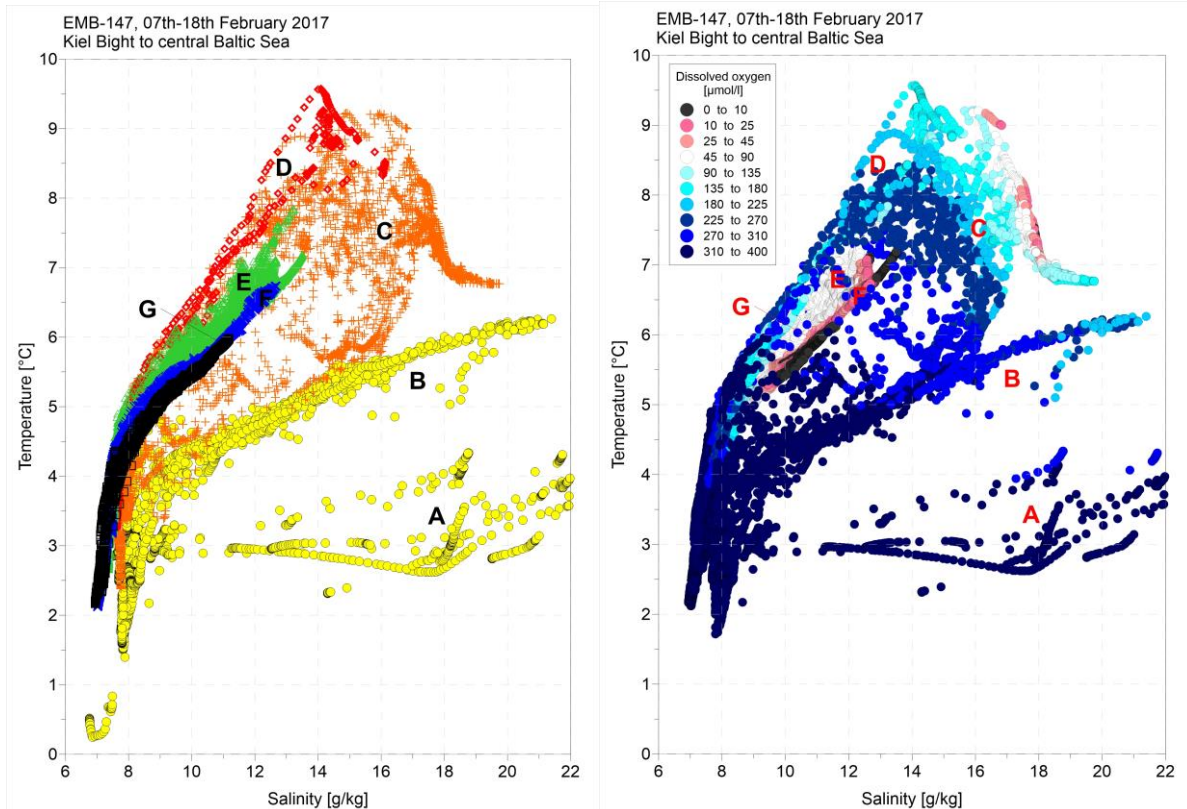 EMB-147, 07th-18th February 2017
Kiel Bight to central Baltic Sea
10
9
8
7
6
5
4
3
2
1
0
Temperature [°C]
D
C
E
F
G
B
A
6 8 10 12 14 16 18 20 22
Salinity [g/kg]
EMB-147, 07th-18th February 2017
Kiel Bight to central Baltic Sea
10
9
8
7
6
5
4
3
2
1
0
Temperature [°C]
Dissolved oxygen
[µmol/l]
0 to 10
10 to 25
25 to 45
45 to 90
90 to 135
135 to 180
180 to 225
225 to 270
270 to 310
310 to 400
D
C
E
F
G
B
A
6 8 10 12 14 16 18 20 22
Salinity [g/kg]